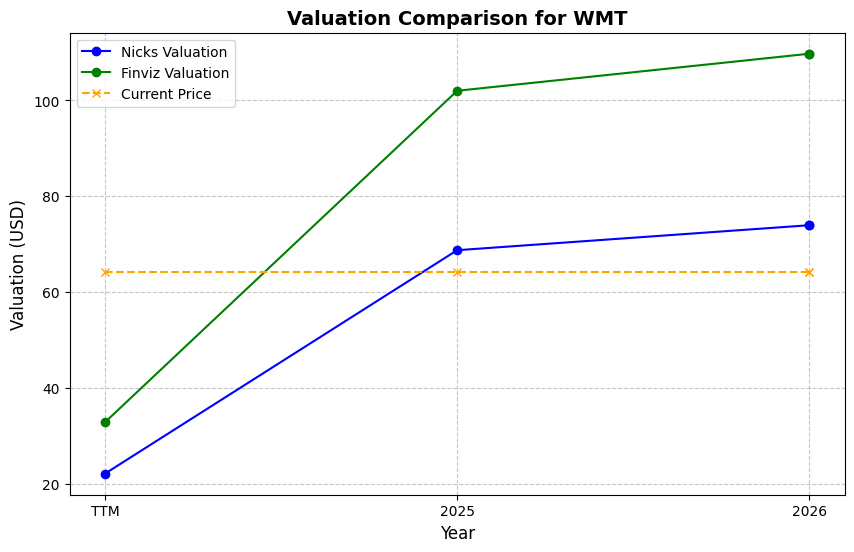 Valuation Comparison for WMT
Nicks Valuation
Finviz Valuation
Current Price
Valuation (USD)
100
80
60
40
20
TTM
2025
2026
Year